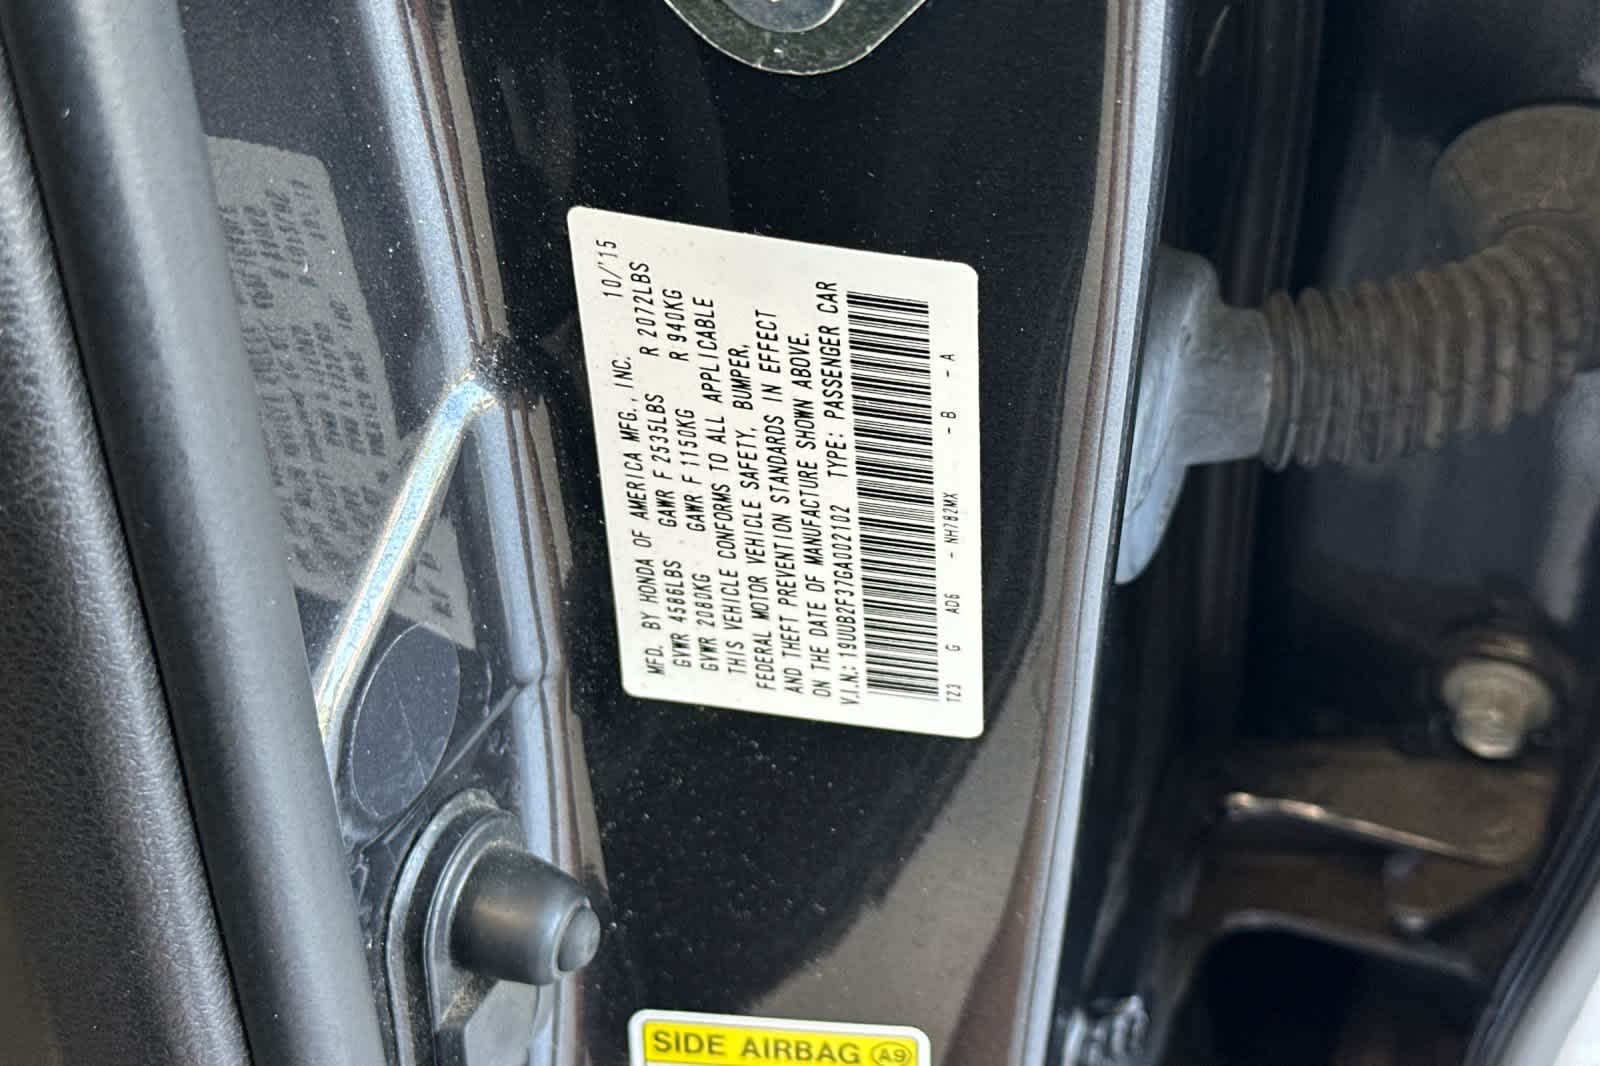 MFD. BY HONDA OF AMERICA MFG., INC. 10/'15
GVWR 4586LBS GAWR F 2535LBS R 2072LBS
GVWR 2080KG GAWR F 1150KG R 940KG
THIS VEHICLE CONFORMS TO ALL APPLICABLE
FEDERAL MOTOR VEHICLE SAFETY, BUMPER,
AND THEFT PREVENTION STANDARDS IN EFFECT
ON THE DATE OF MANUFACTURE SHOWN ABOVE.
V.I.N.: 19UUB2F37GA002102 TYPE: PASSENGER CAR
TZ3 G AD6 - NH782MX - B - A
SIDE AIRBAG A9